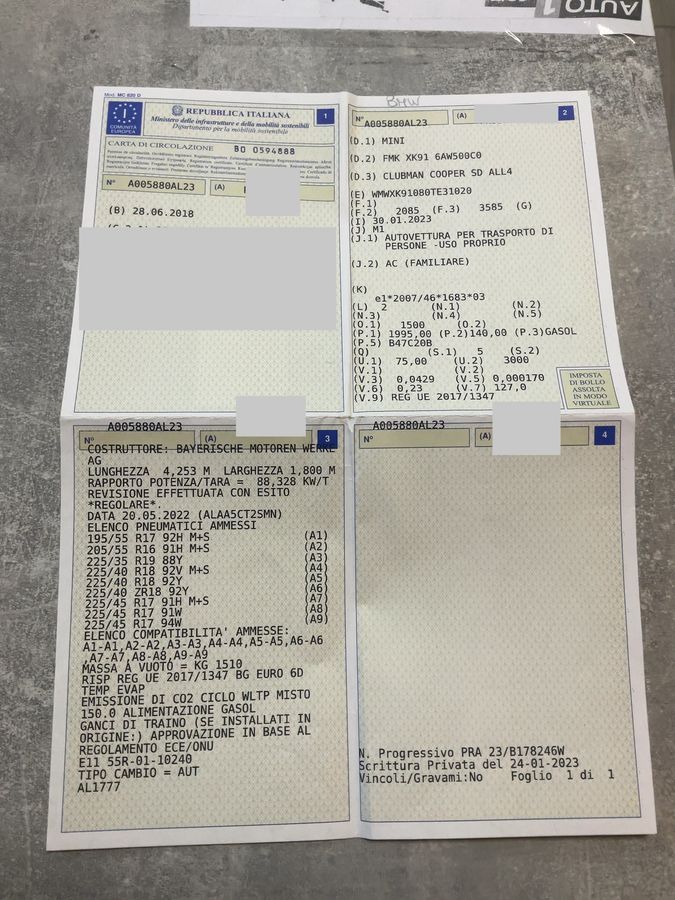 AUTO1
Mod. MC 820 D
REPUBBLICA ITALIANA
Ministero delle infrastrutture e della mobilità sostenibili
Dipartimento per la mobilità sostenibile
COMUNITÀ
EUROPEA
1
CARTA DI CIRCOLAZIONE BO 0594888
N° A005880AL23 (A)
(B) 28.06.2018
BMW
N° A005880AL23 (A) 2
(D.1) MINI
(D.2) FMK XK91 6AW500C0
(D.3) CLUBMAN COOPER SD ALL4
(E) WMWXK91080TE31020
(F.1)
(F.2) 2085 (F.3) 3585 (G)
(I) 30.01.2023
(J) M1
(J.1) AUTOVETTURA PER TRASPORTO DI
PERSONE -USO PROPRIO
(J.2) AC (FAMILIARE)
(K)
e1*2007/46*1683*03
(L) 2 (N.1) (N.2)
(N.3) (N.4) (N.5)
(O.1) 1500 (O.2)
(P.1) 1995,00 (P.2)140,00 (P.3)GASOL
(P.5) B47C20B
(Q) (S.1) 5 (S.2)
(U.1) 75,00 (U.2) 3000
(V.1) (V.2)
(V.3) 0,0429 (V.5) 0,000170
(V.6) 0,23 (V.7) 127,0
(V.9) REG UE 2017/1347
IMPOSTA
DI BOLLO
ASSOLTA
IN MODO
VIRTUALE
A005880AL23
N° (A) 3
COSTRUTTORE: BAYERISCHE MOTOREN WERKE
AG
LUNGHEZZA 4,253 M LARGHEZZA 1,800 M
RAPPORTO POTENZA/TARA = 88,328 KW/T
REVISIONE EFFETTUATA CON ESITO
*REGOLARE*.
DATA 20.05.2022 (ALAA5CT2SMN)
ELENCO PNEUMATICI AMMESSI
195/55 R17 92H M+S (A1)
205/55 R16 91H M+S (A2)
225/35 R19 88Y (A3)
225/40 R18 92V M+S (A4)
225/40 R18 92Y (A5)
225/40 ZR18 92Y (A6)
225/45 R17 91H M+S (A7)
225/45 R17 91W (A8)
225/45 R17 94W (A9)
ELENCO COMPATIBILITA' AMMESSE:
A1-A1,A2-A2,A3-A3,A4-A4,A5-A5,A6-A6
,A7-A7,A8-A8,A9-A9
MASSA A VUOTO = KG 1510
RISP REG UE 2017/1347 BG EURO 6D
TEMP EVAP
EMISSIONE DI CO2 CICLO WLTP MISTO
150.0 ALIMENTAZIONE GASOL
GANCI DI TRAINO (SE INSTALLATI IN
ORIGINE:) APPROVAZIONE IN BASE AL
REGOLAMENTO ECE/ONU
E11 55R-01-10240
TIPO CAMBIO = AUT
AL1777
A005880AL23
N° (A) 4
N. Progressivo PRA 23/B178246W
Scrittura Privata del 24-01-2023
Vincoli/Gravami:No Foglio 1 di 1